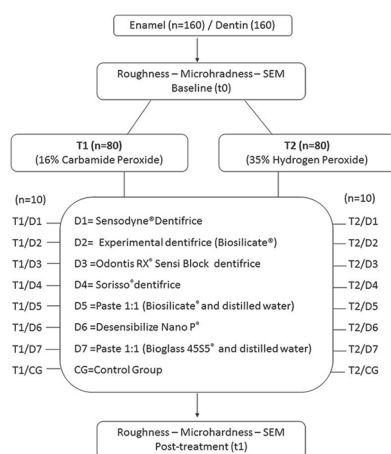 Enamel (n=160) / Dentin (160)
Roughness – Microhradness – SEM
Baseline (t0)
T1 (n=80)
(16% Carbamide Peroxide)
T2 (n=80)
(35% Hydrogen Peroxide)
(n=10)
(n=10)
T1/D1 D1= Sensodyne®Dentifrice T2/D1
T1/D2 D2= Experimental dentifrice (Biosilicate®) T2/D2
T1/D3 D3 =Odontis RX® Sensi Block dentifrice T2/D3
T1/D4 D4= Sorisso®dentifrice T2/D4
T1/D5 D5=Paste 1:1 (Biosilicate® and distilled water) T2/D5
T1/D6 D6=Desensibilize Nano P® T2/D6
T1/D7 D7=Paste 1:1 (Bioglass 45S5® and distilled water) T2/D7
T1/CG CG=Control Group T2/CG
Roughness – Microhardness – SEM
Post-treatment (t1)